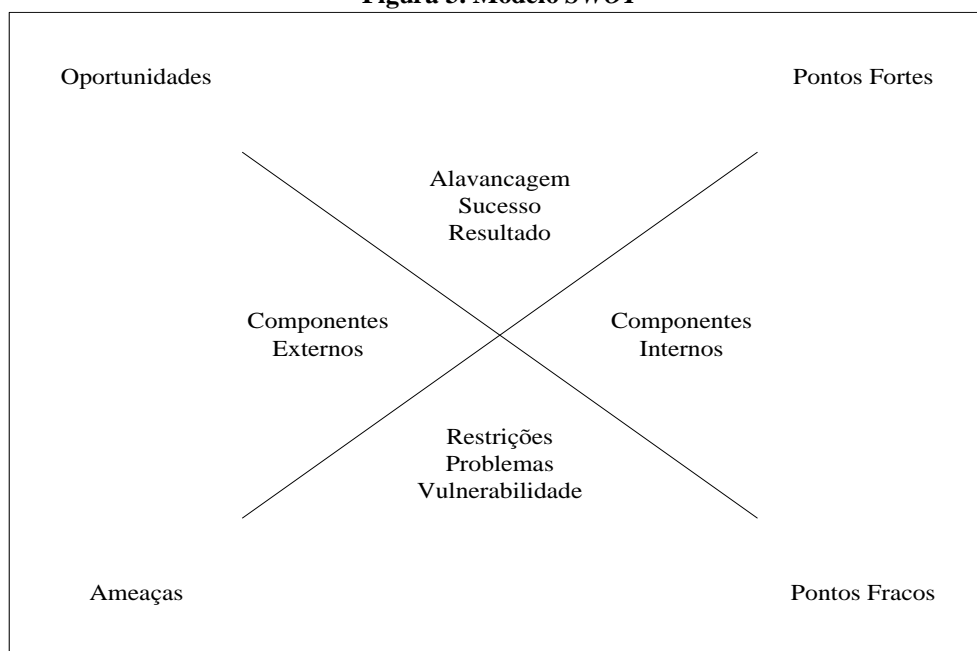 Figura 3. Modelo SWOT
Oportunidades
Pontos Fortes
Alavancagem
Sucesso
Resultado
Componentes
Externos
Componentes
Internos
Restrições
Problemas
Vulnerabilidade
Ameaças
Pontos Fracos